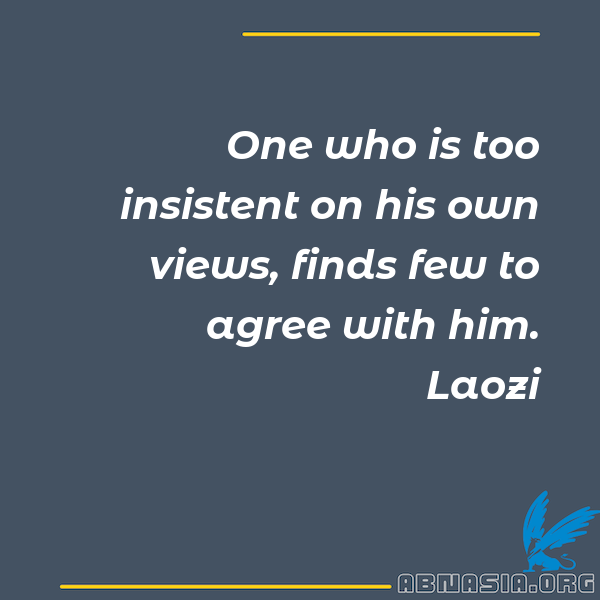 One who is too
insistent on his own
views, finds few to
agree with him.
Laozi
ABNASIA.ORG